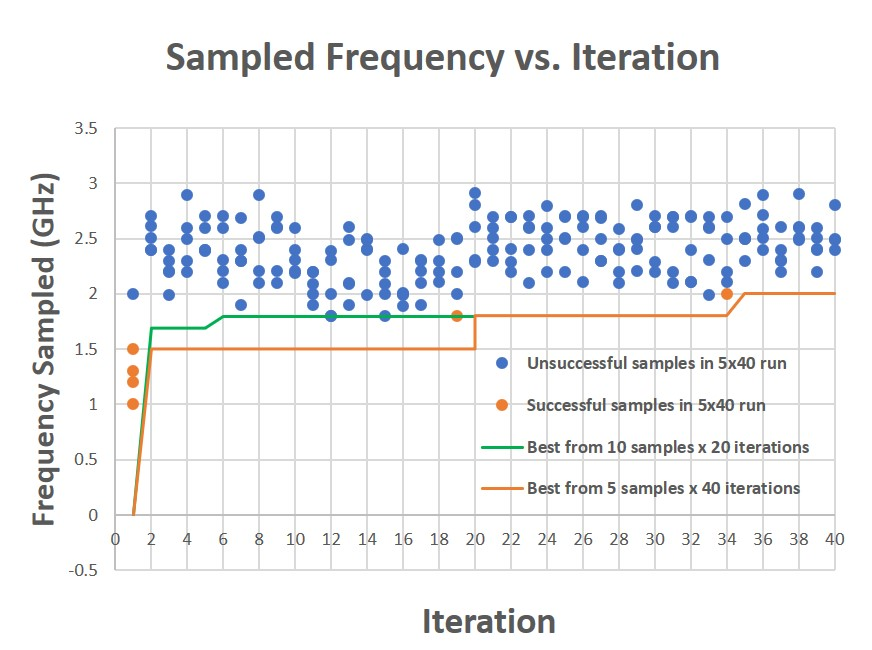 Sampled Frequency vs. Iteration
Frequency Sampled (GHz)
3.5
3
2.5
2
1.5
1
0.5
0
-0.5
0 2 4 6 8 10 12 14 16 18 20 22 24 26 28 30 32 34 36 38 40
Unsuccessful samples in 5x40 run
Successful samples in 5x40 run
Best from 10 samples x 20 iterations
Best from 5 samples x 40 iterations
Iteration